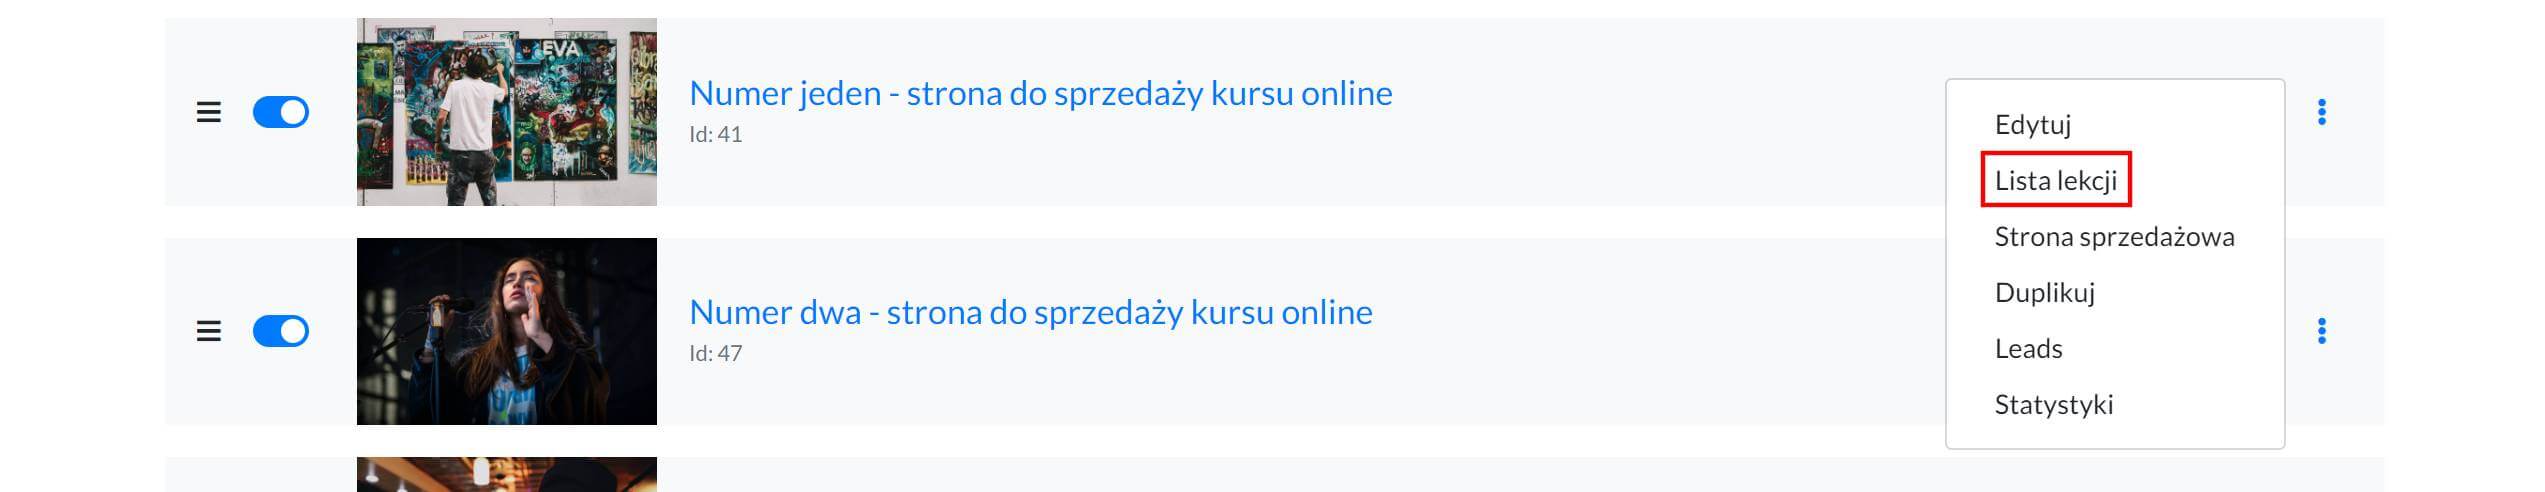 EVA
Numer jeden - strona do sprzedaży kursu online
Id: 41
Edytuj
Lista lekcji
Strona sprzedażowa
Duplikuj
Leads
Statystyki
Numer dwa - strona do sprzedaży kursu online
Id: 47